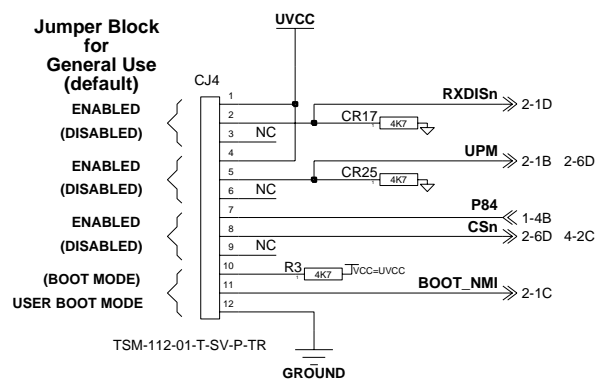 UVCC
Jumper Block
for
General Use
(default)
CJ4
ENABLED
(DISABLED)
ENABLED
(DISABLED)
ENABLED
(DISABLED)
(BOOT MODE)
USER BOOT MODE
1
2
3 NC
4
5
6 NC
7
8
9 NC
10
11
12
RXDISn 2-1D
CR17 1 4K7
UPM 2-1B 2-6D
CR25 1 4K7
P84 1-4B
CSn 2-6D 4-2C
R3 1 4K7 VCC=UVCC
BOOT_NMI 2-1C
TSM-112-01-T-SV-P-TR
GROUND